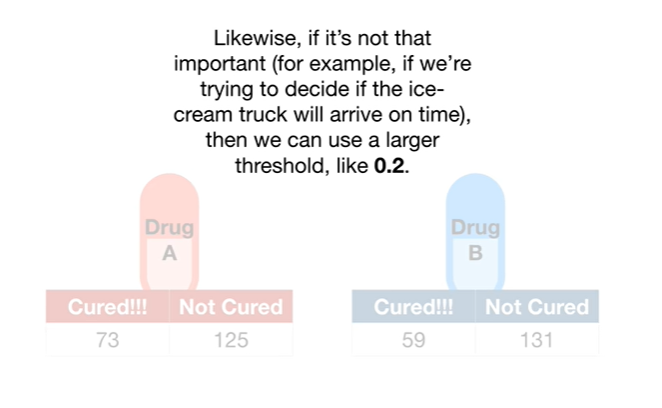 Likewise, if it's not that
important (for example, if we're
trying to decide if the ice-
cream truck will arrive on time),
then we can use a larger
threshold, like 0.2.
Drug
A
Cured!!! Not Cured
73 125
Drug
B
Cured!!! Not Cured
59 131